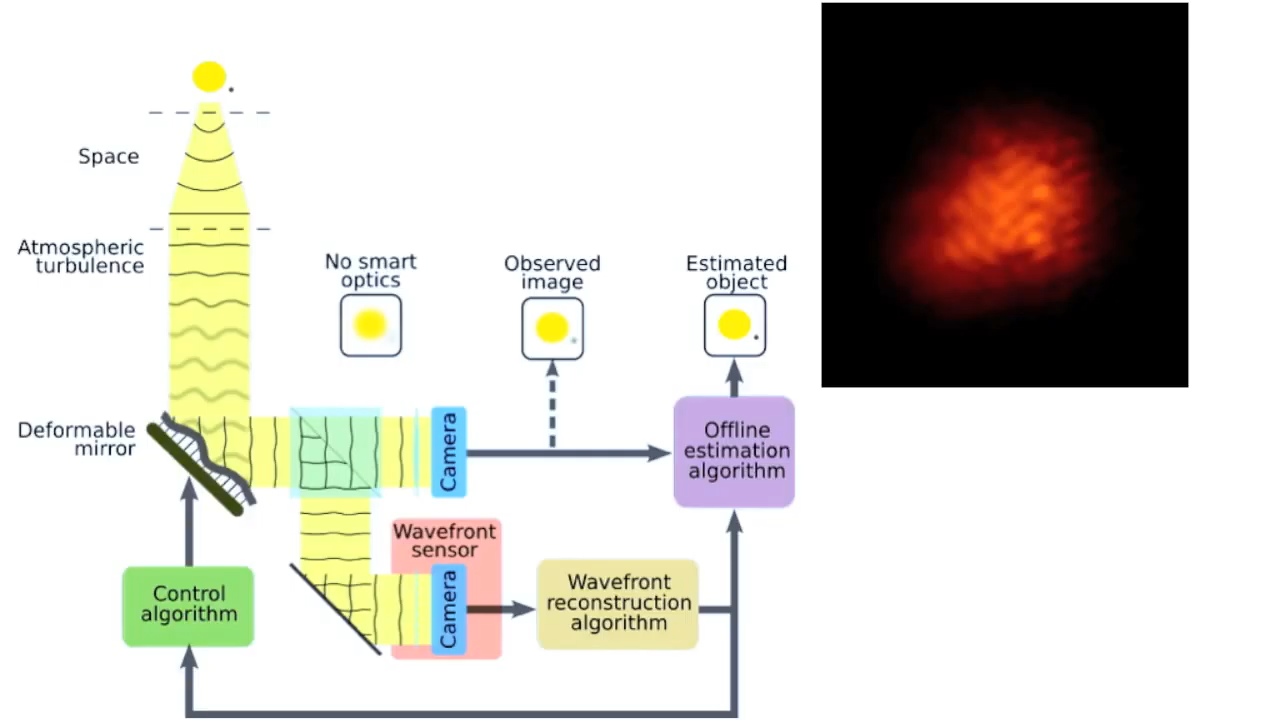 Space
Atmospheric
turbulence
No smart
optics
Observed
image
Estimated
object
Deformable
mirror
Camera
Offline
estimation
algorithm
Wavefront
sensor
Camera
Wavefront
reconstruction
algorithm
Control
algorithm